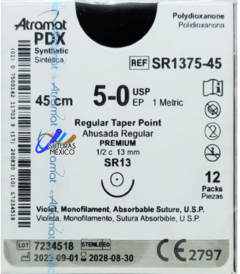 Atramat
PDX
Synthetic
Sintética
Polydioxanone
Polidioxanona
REF SR1375-45
45 cm
5-0 USP
EP 1 Metric
Regular Taper Point
Ahusada Regular
PREMIUM
1/2 c 13 mm
SR13
SUTURAS
MEXICO
12
Packs
Piezas
Violet, Monofilament, Absorbable Suture, U.S.P.
Violeta, Monofilamento, Sutura Absorbible, U.S.P.
LOT 7234518 STERILE EO
2023-09-01 2028-08-30
CE 2797